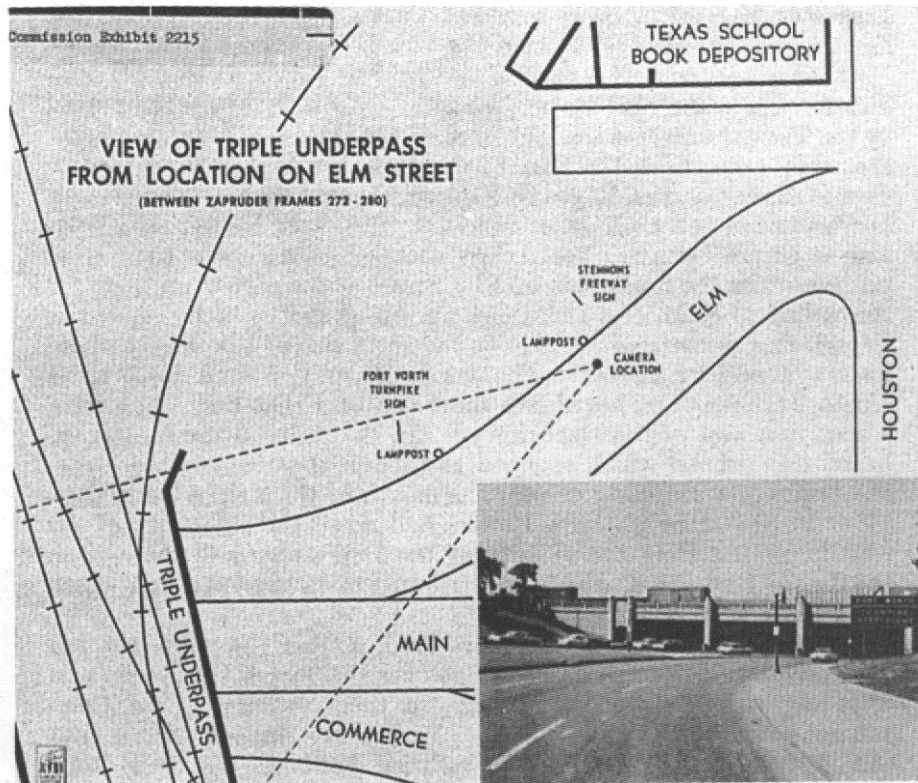 Commission Exhibit 2215
TEXAS SCHOOL
BOOK DEPOSITORY
VIEW OF TRIPLE UNDERPASS
FROM LOCATION ON ELM STREET
(BETWEEN ZAPRUDER FRAMES 272 - 280)
STEMMONS
FREEWAY
SIGN
ELM
LAMPPOST
CAMERA
LOCATION
HOUSTON
FORT WORTH
TURNPIKE
SIGN
LAMPPOST
TRIPLE UNDERPASS
MAIN
COMMERCE